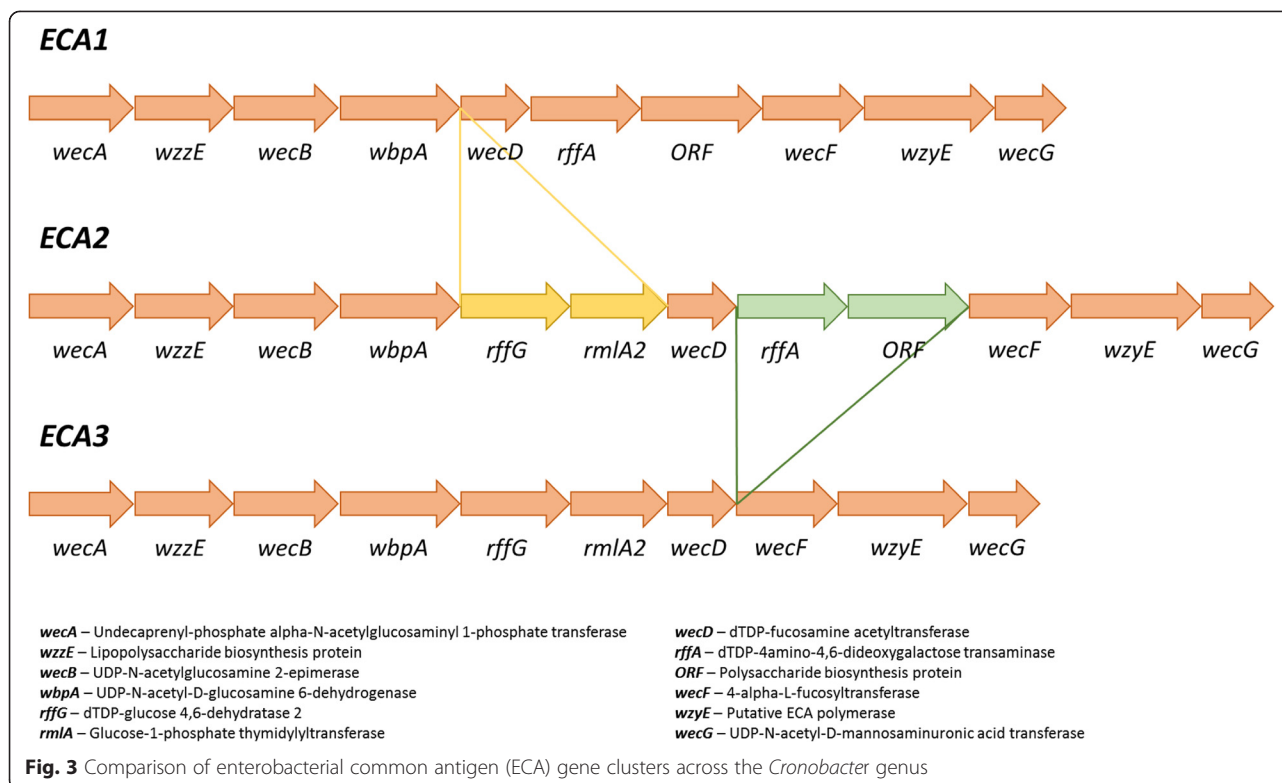 ECA1
wecA wzzE wecB wbpA wecD rffA ORF wecF wzyE wecG
ECA2
wecA wzzE wecB wbpA rffG rmlA2 wecD rffA ORF wecF wzyE wecG
ECA3
wecA wzzE wecB wbpA rffG rmlA2 wecD wecF wzyE wecG
wecA – Undecaprenyl-phosphate alpha-N-acetylglucosaminyl 1-phosphate transferase
wzzE – Lipopolysaccharide biosynthesis protein
wecB – UDP-N-acetylglucosamine 2-epimerase
wbpA – UDP-N-acetyl-D-glucosamine 6-dehydrogenase
rffG – dTDP-glucose 4,6-dehydratase 2
rmlA – Glucose-1-phosphate thymidylyltransferase
wecD – dTDP-fucosamine acetyltransferase
rffA – dTDP-4amino-4,6-dideoxygalactose transaminase
ORF – Polysaccharide biosynthesis protein
wecF – 4-alpha-L-fucosyltransferase
wzyE – Putative ECA polymerase
wecG – UDP-N-acetyl-D-mannosaminuronic acid transferase
Fig. 3 Comparison of enterobacterial common antigen (ECA) gene clusters across the Cronobacter genus